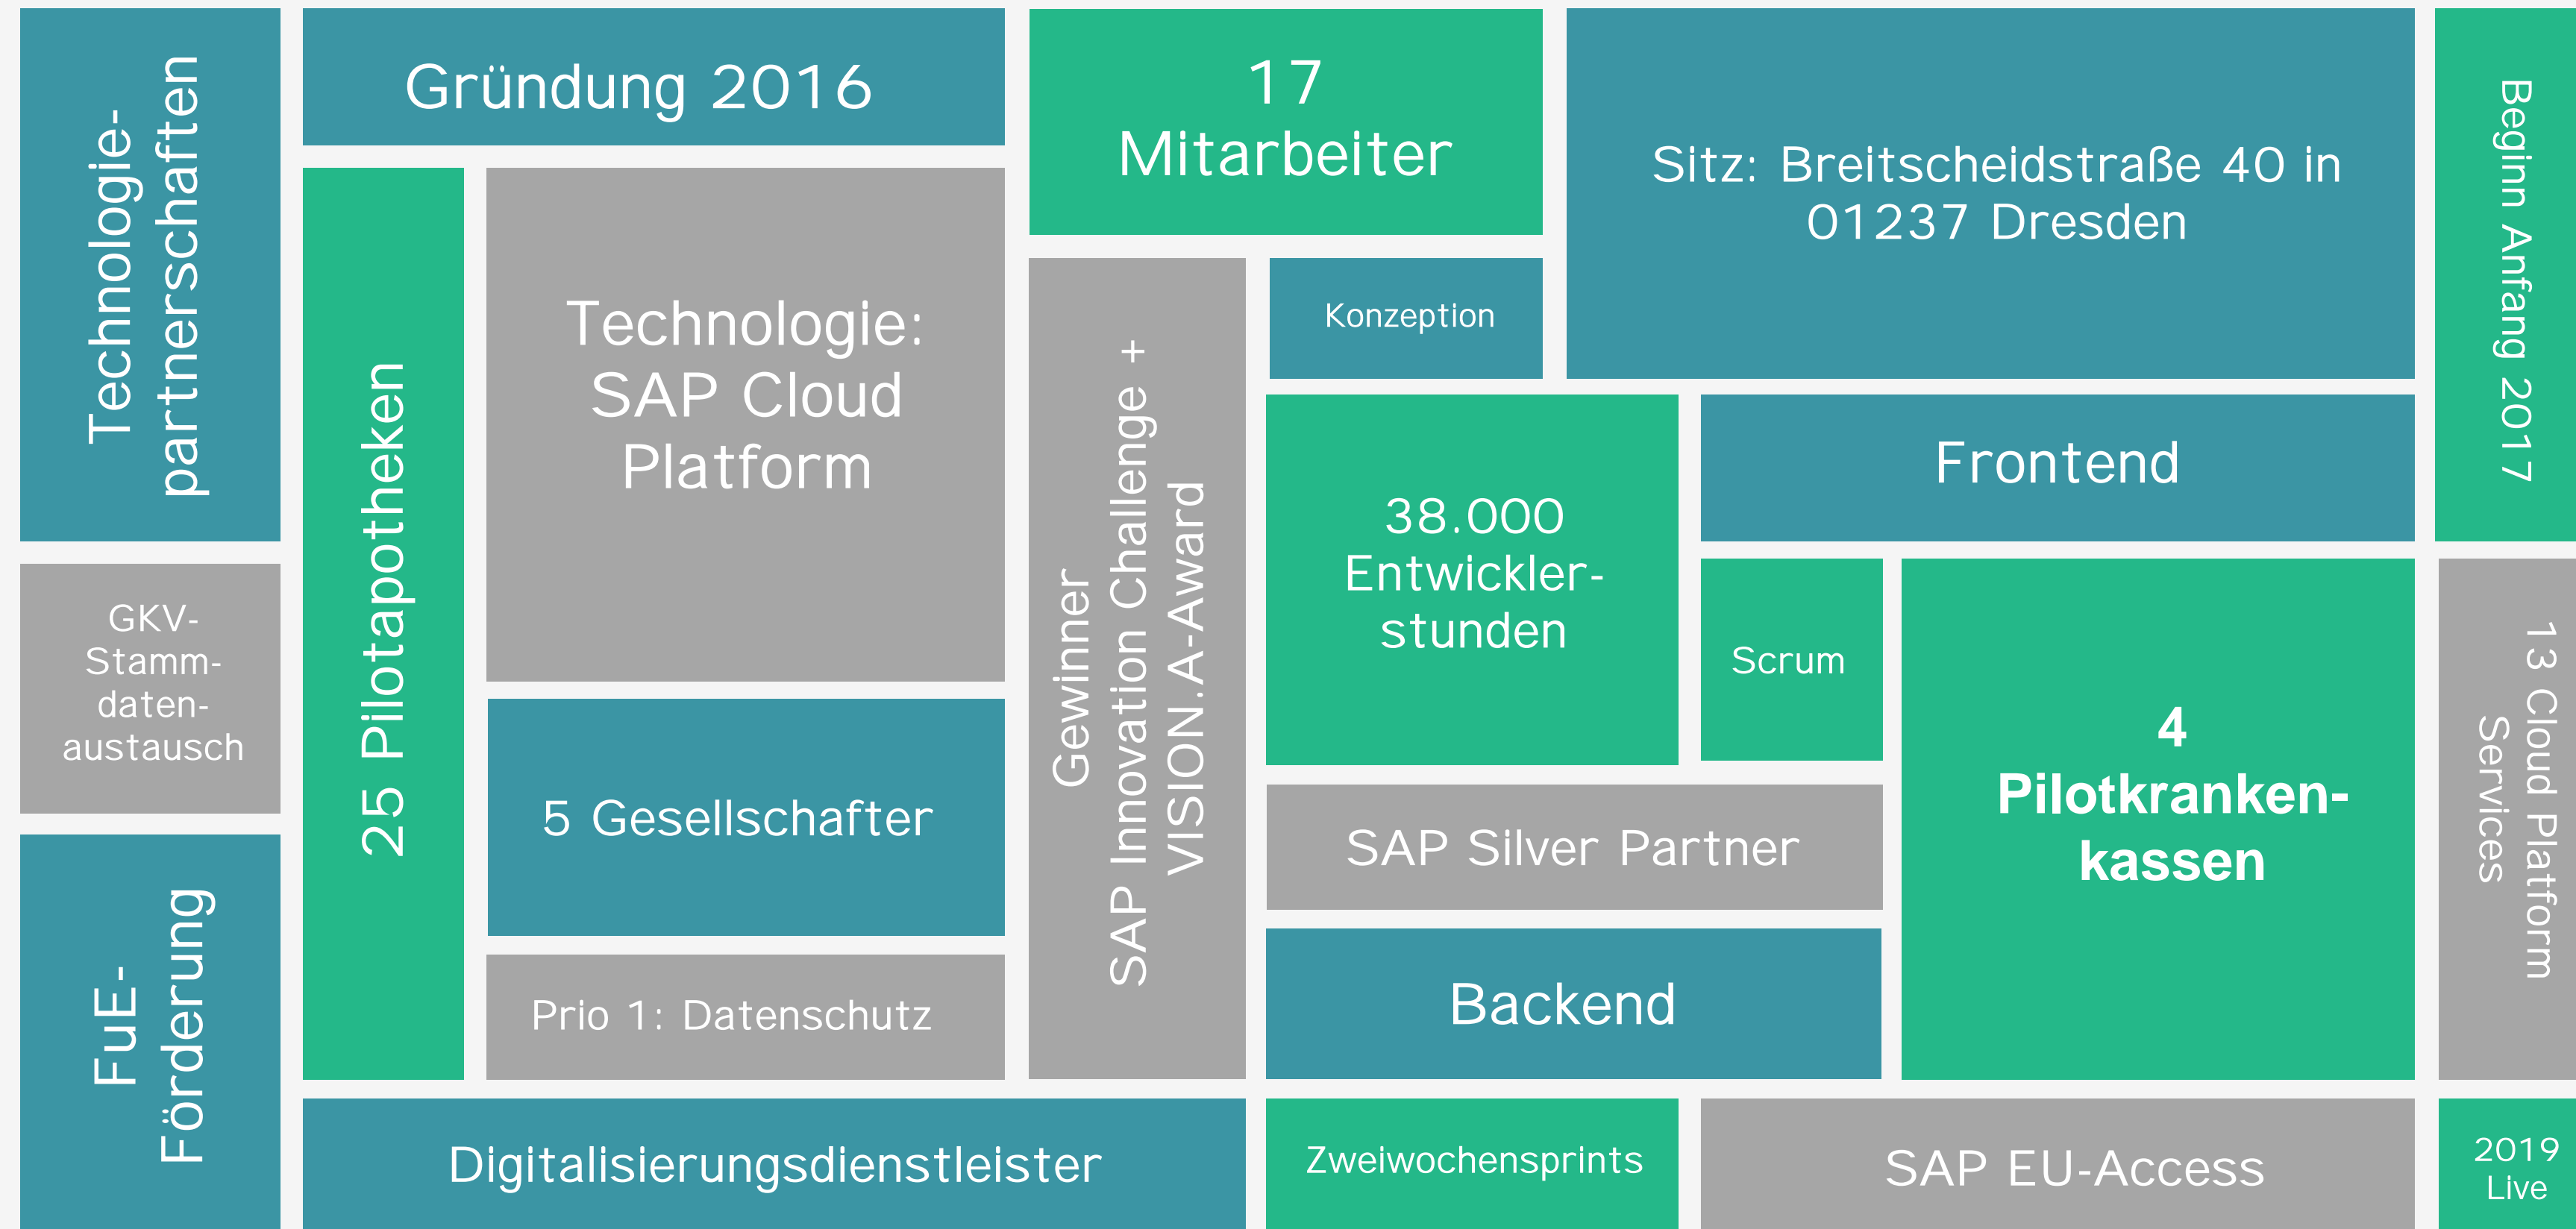 Technologie-
partnerschaften
GKV-
Stamm-
daten-
austausch
FuE-
Förderung
Gründung 2016
25 Pilotapotheken
Technologie:
SAP Cloud
Platform
5 Gesellschafter
Prio 1: Datenschutz
Digitalisierungsdienstleister
17
Mitarbeiter
Gewinner
SAP Innovation Challenge +
VISION.A-Award
Konzeption
Sitz: Breitscheidstraße 40 in
01237 Dresden
38.000
Entwickler-
stunden
Frontend
Scrum
SAP Silver Partner
Backend
4
Pilotkranken-
kassen
Zweiwochensprints
SAP EU-Access
Beginn Anfang 2017
13 Cloud Platform
Services
2019
Live